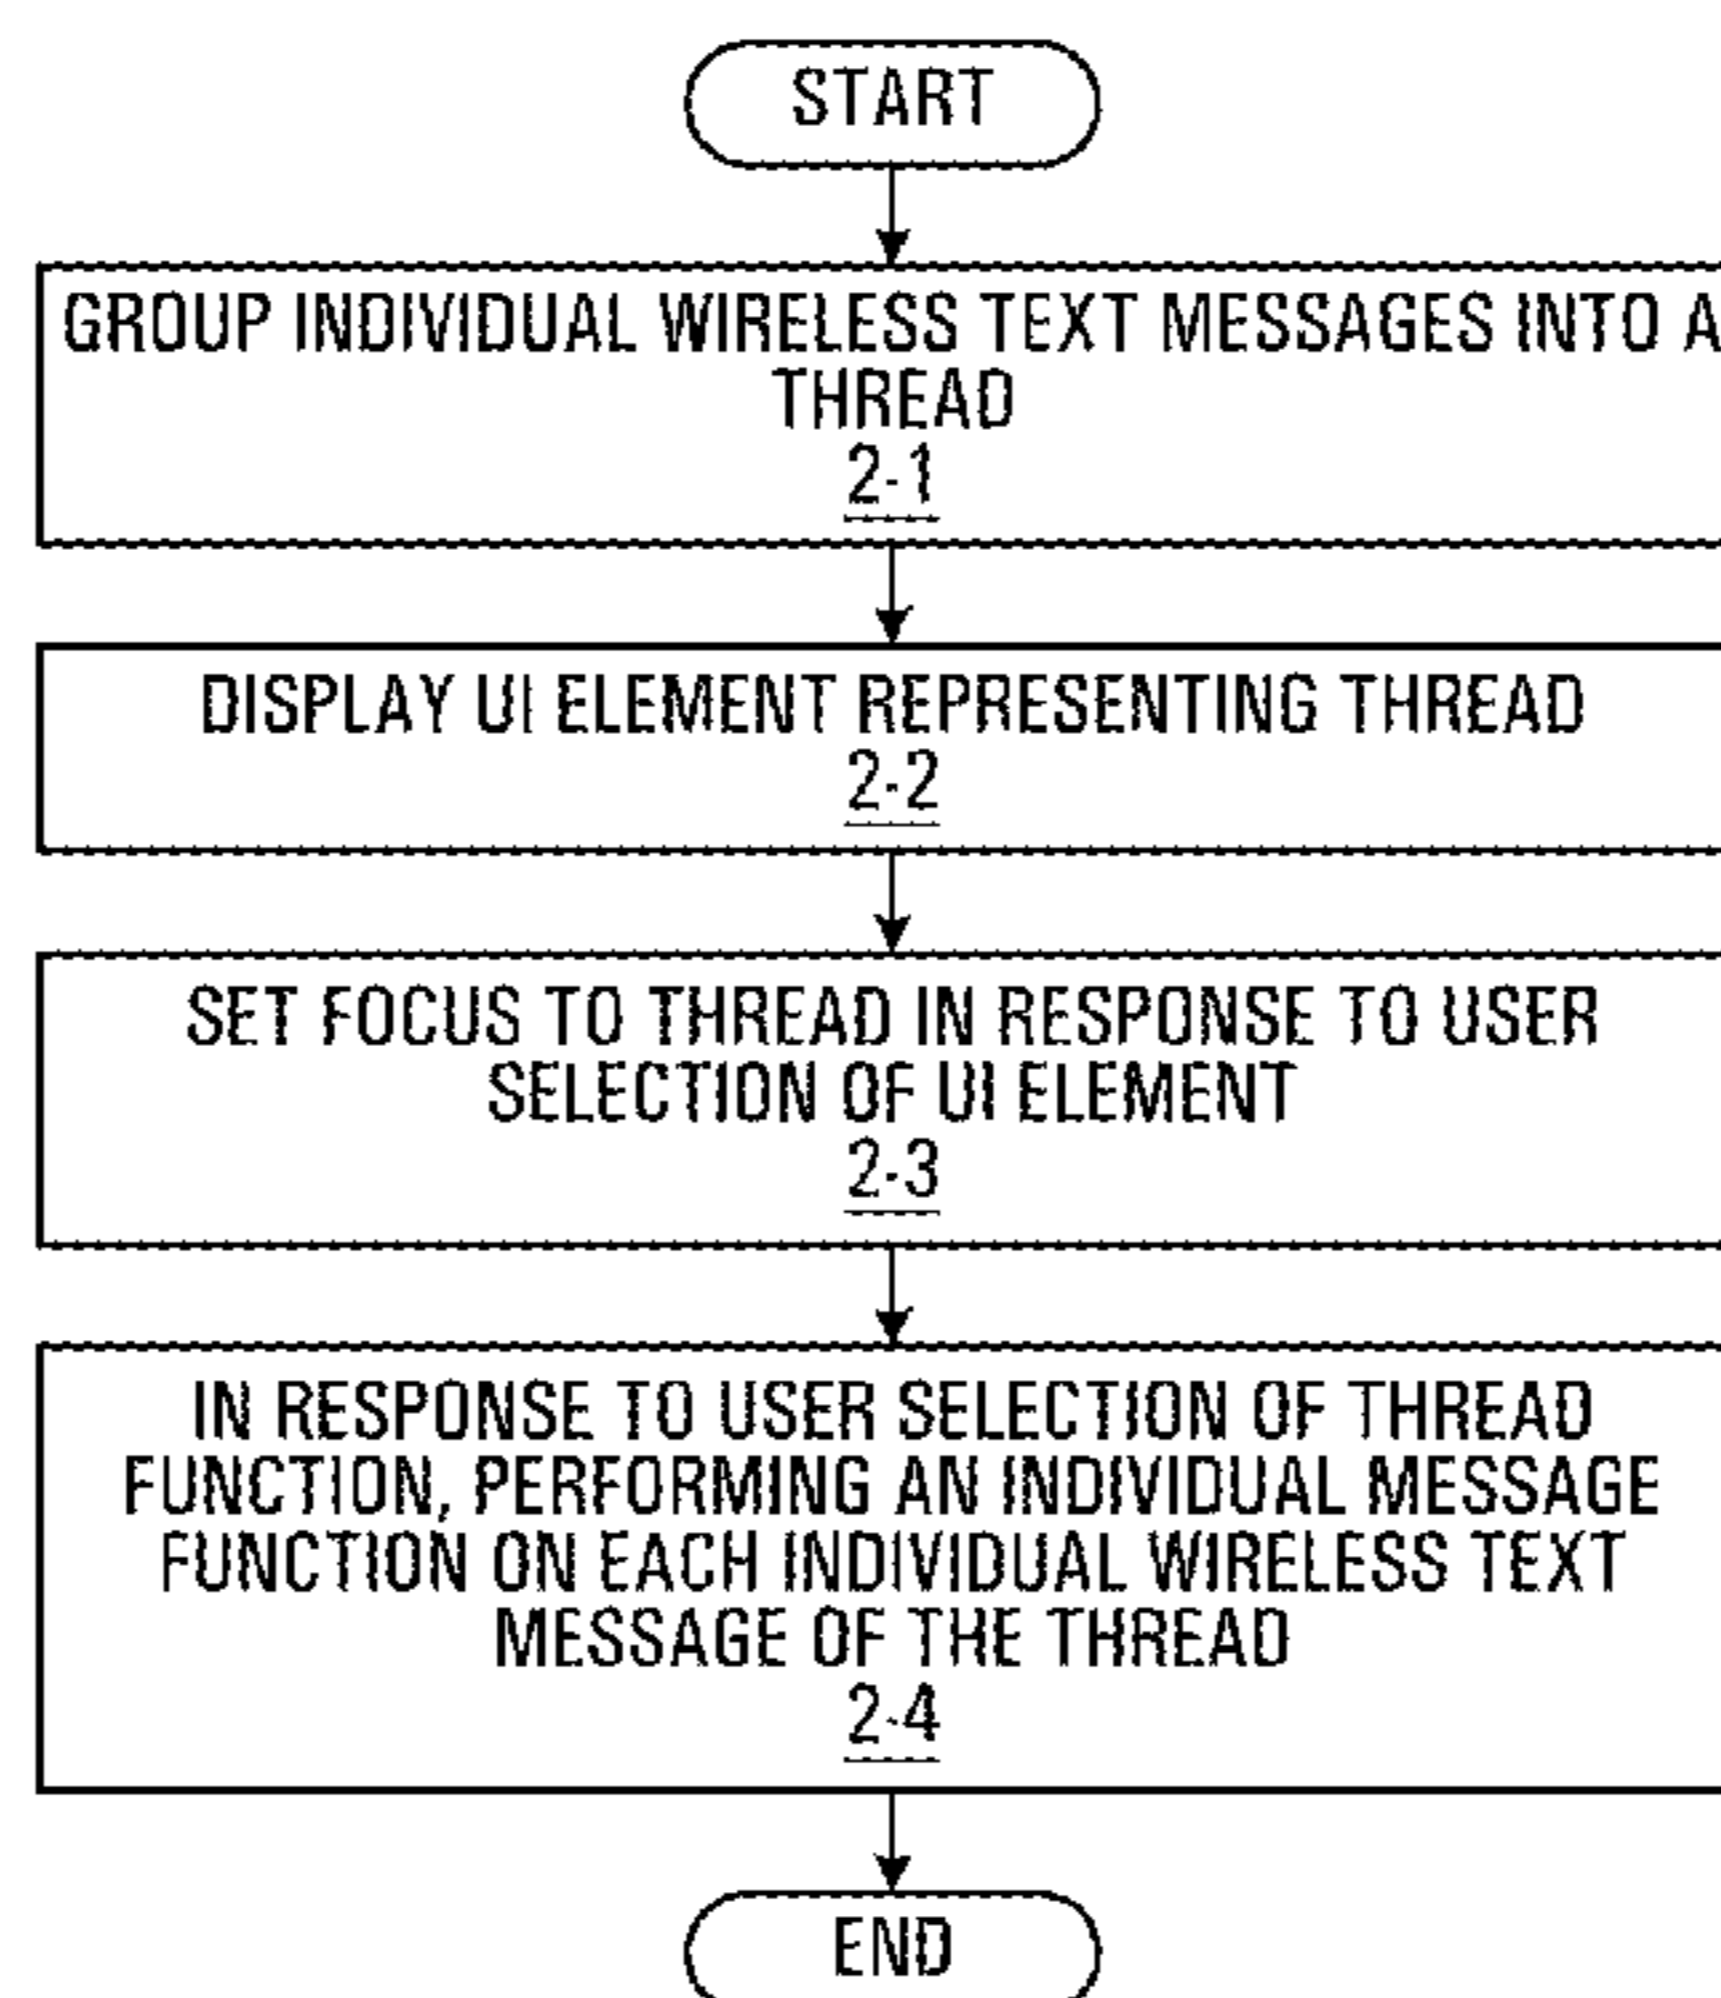 START
GROUP INDIVIDUAL WIRELESS TEXT MESSAGES INTO A
THREAD
2-1
DISPLAY UI ELEMENT REPRESENTING THREAD
2-2
SET FOCUS TO THREAD IN RESPONSE TO USER
SELECTION OF UI ELEMENT
2-3
IN RESPONSE TO USER SELECTION OF THREAD
FUNCTION, PERFORMING AN INDIVIDUAL MESSAGE
FUNCTION ON EACH INDIVIDUAL WIRELESS TEXT
MESSAGE OF THE THREAD
2-4
END